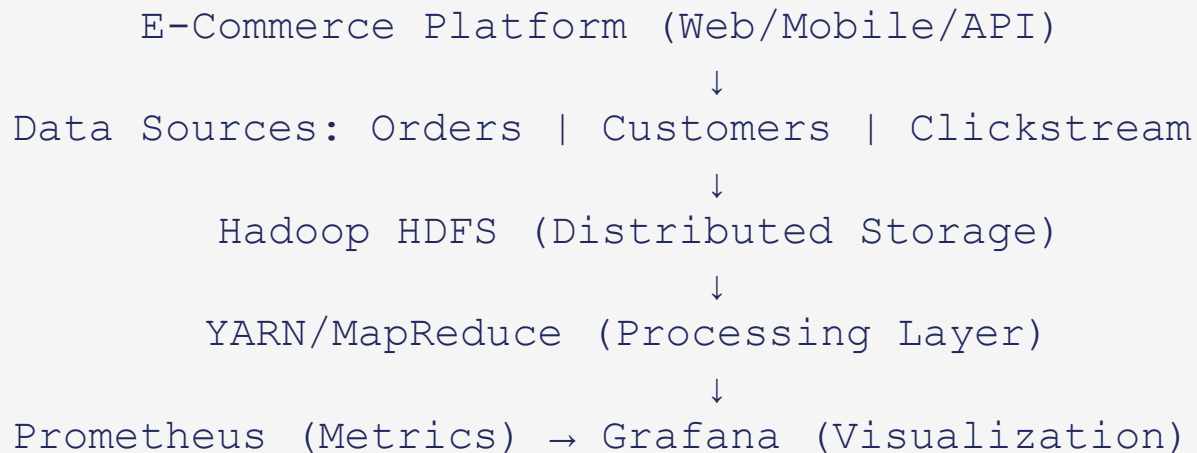 E-Commerce Platform (Web/Mobile/API)
↓
Data Sources: Orders | Customers | Clickstream
↓
Hadoop HDFS (Distributed Storage)
↓
YARN/MapReduce (Processing Layer)
↓
Prometheus (Metrics) → Grafana (Visualization)